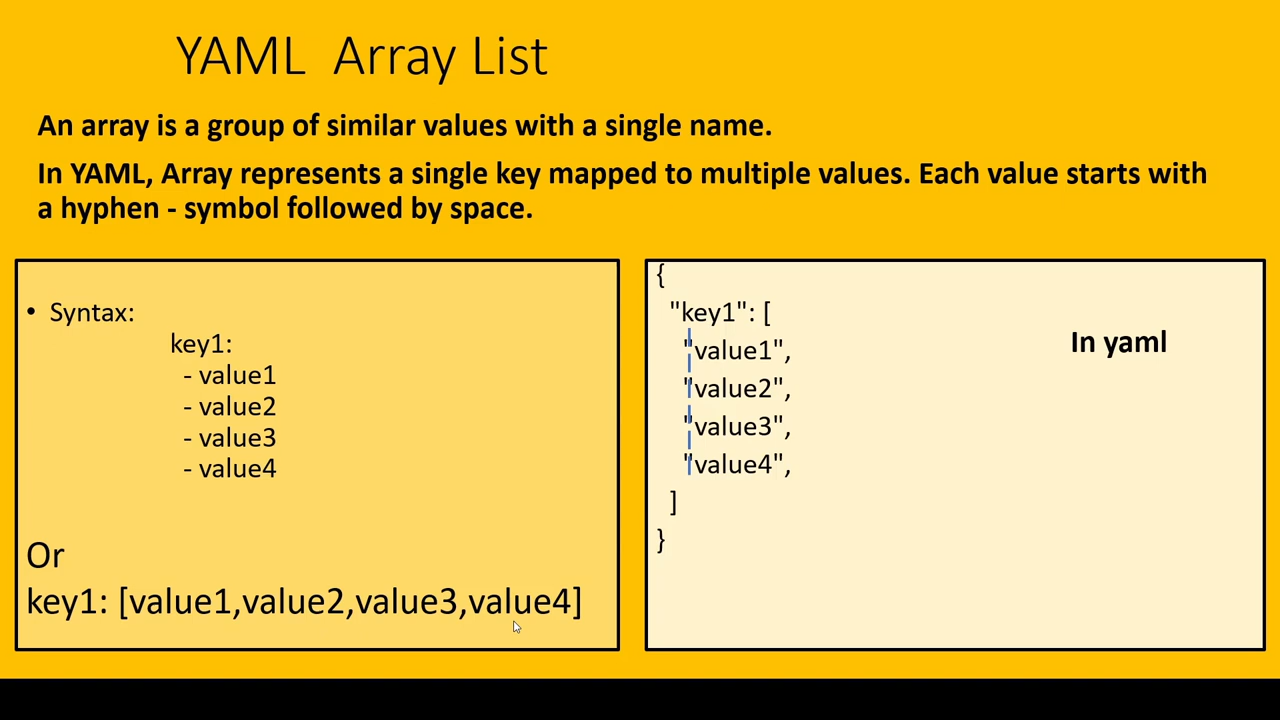 YAML  Array List
An array is a group of similar values with a single name.
In YAML, Array represents a single key mapped to multiple values. Each value starts with
a hyphen - symbol followed by space.
• Syntax:
key1:
- value1
- value2
- value3
- value4
Or
key1: [value1,value2,value3,value4]
{
"key1": [
"value1",
"value2",
"value3",
"value4",
]
}
In yaml